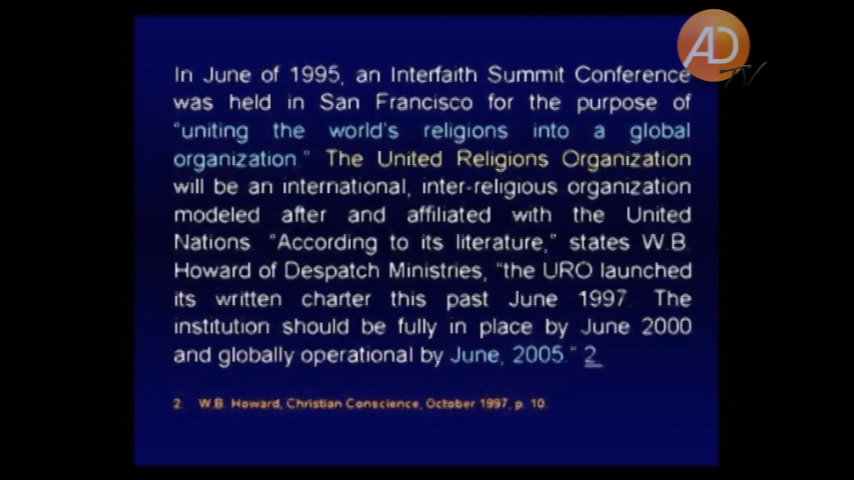 AD
TV
In June of 1995, an Interfaith Summit Conference
was held in San Francisco for the purpose of
"uniting the world's religions into a global
organization." The United Religions Organization
will be an international, inter-religious organization
modeled after and affiliated with the United
Nations. "According to its literature," states W.B.
Howard of Despatch Ministries, "the URO launched
its written charter this past June 1997. The
institution should be fully in place by June 2000
and globally operational by June, 2005." 2
2. W.B. Howard, Christian Conscience, October 1997, p. 10.